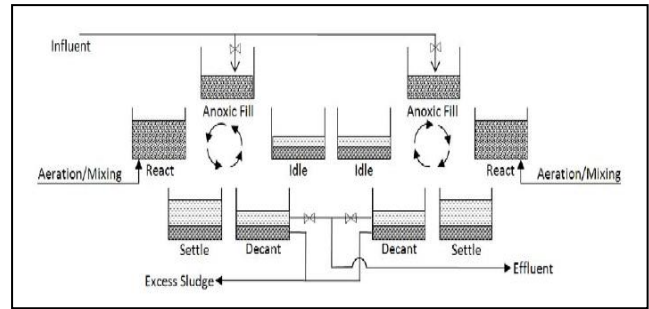 Influent
Anoxic Fill Anoxic Fill
Aeration/Mixing React Idle Idle React Aeration/Mixing
Settle Decant Decant Settle
Effluent
Excess Sludge